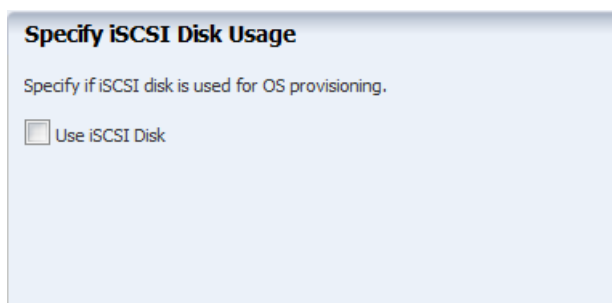 Specify iSCSI Disk Usage
Specify if iSCSI disk is used for OS provisioning.
Use iSCSI Disk